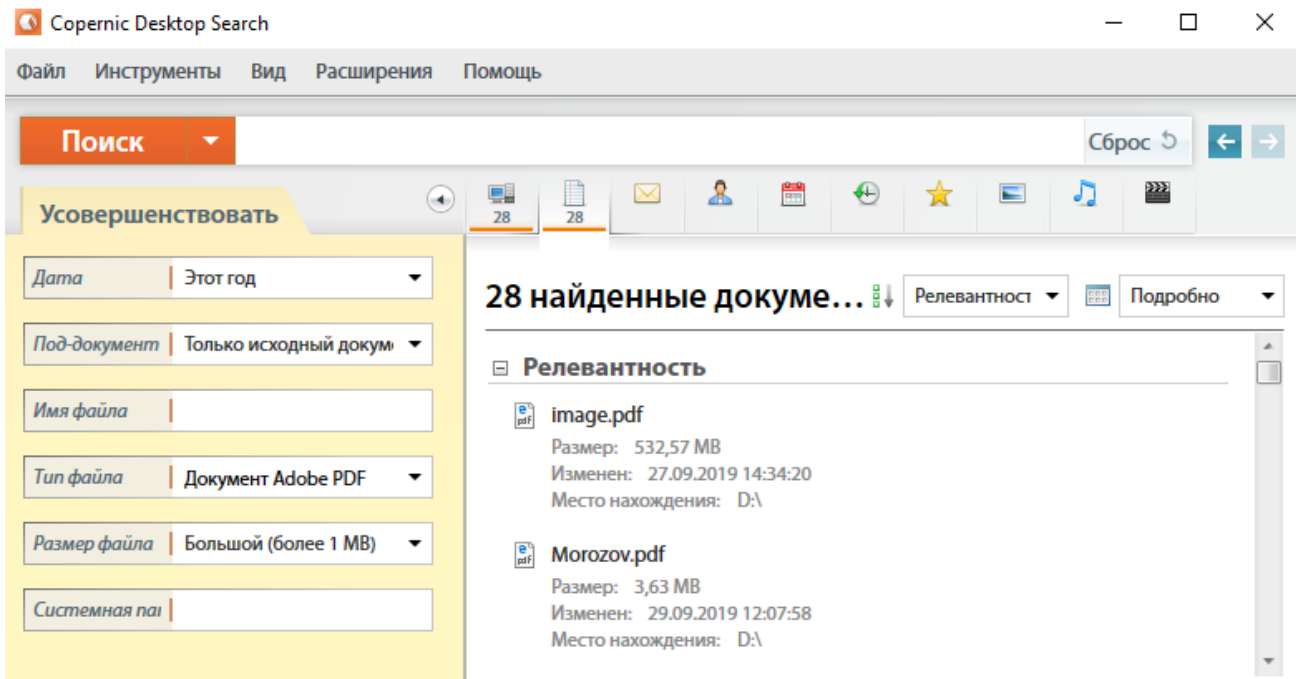 Copernic Desktop Search
Файл Инструменты Вид Расширения Помощь
Поиск Сброс
Усовершенствовать
28 28
Дата Этот год
Под-документ Только исходный докум
Имя файла
Тип файла Документ Adobe PDF
Размер файла Большой (более 1 MB)
Системная пап
28 найденные докуме... Релевантност Подробно
Релевантность
image.pdf
Размер: 532,57 MB
Изменен: 27.09.2019 14:34:20
Место нахождения: D:\
Morozov.pdf
Размер: 3,63 MB
Изменен: 29.09.2019 12:07:58
Место нахождения: D:\